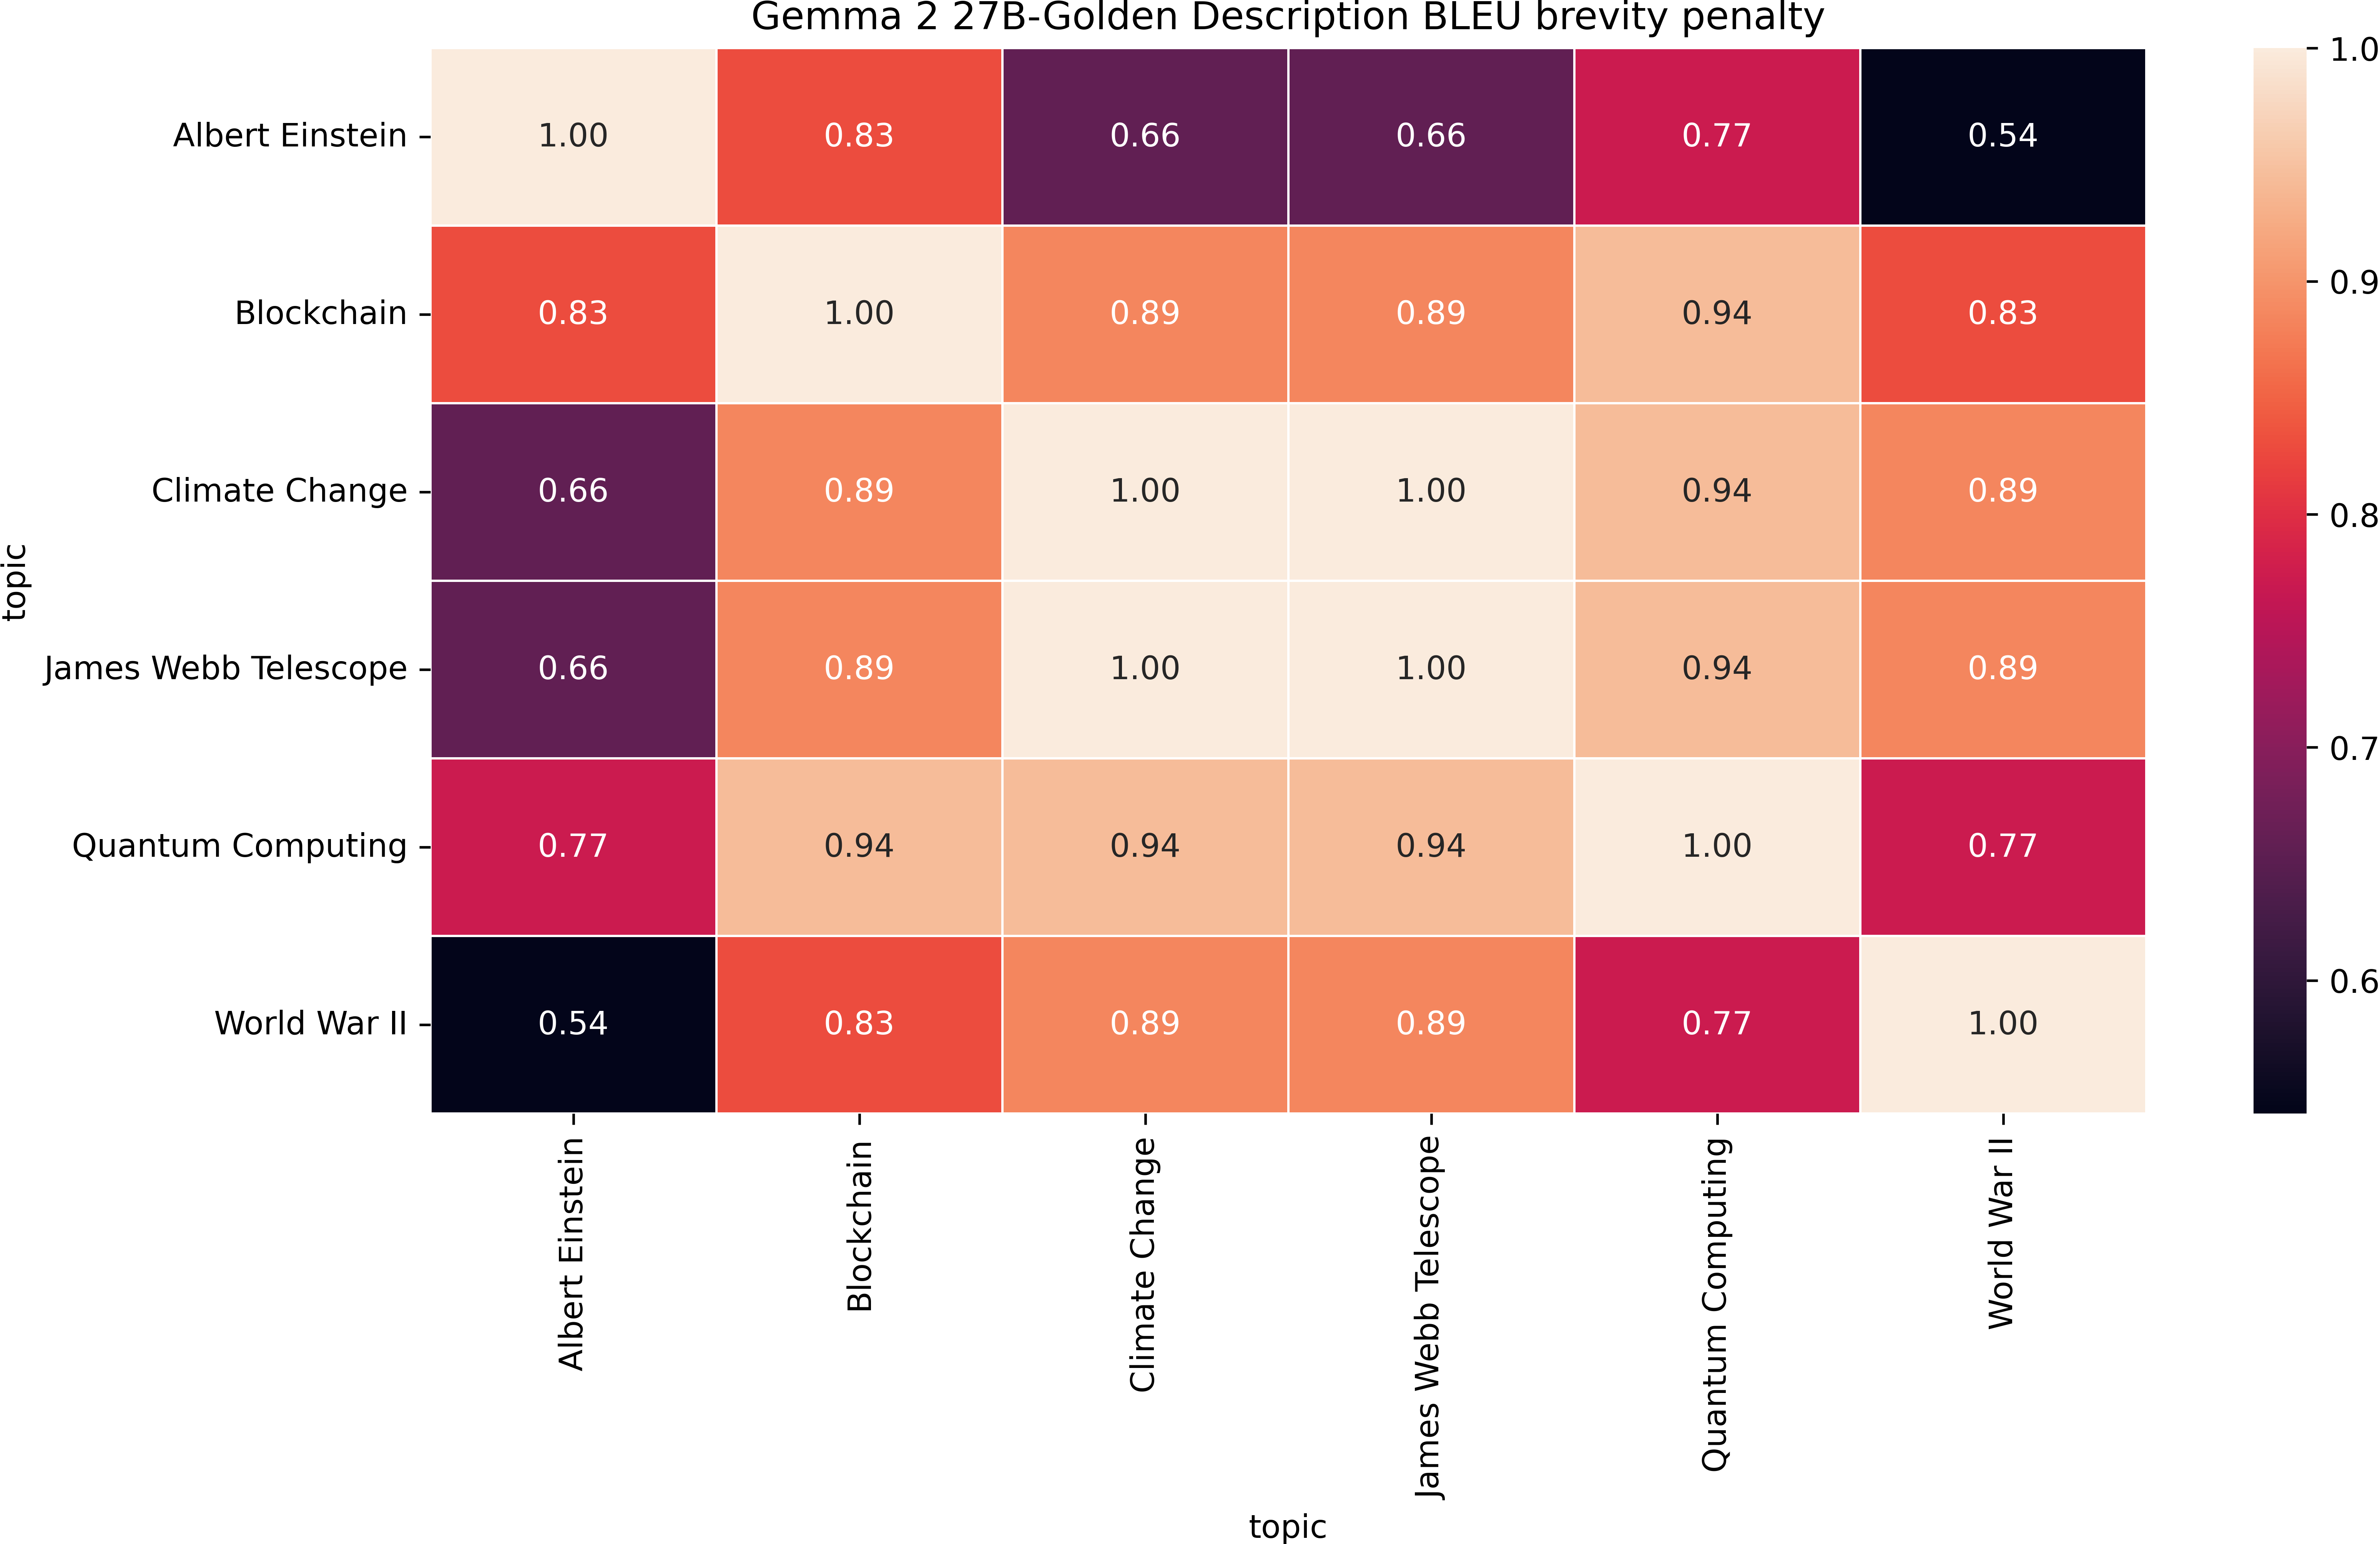 Gemma 2 27B-Golden Description BLEU brevity penalty
topic
Albert Einstein 1.00 0.83 0.66 0.66 0.77 0.54
Blockchain 0.83 1.00 0.89 0.89 0.94 0.83
Climate Change 0.66 0.89 1.00 1.00 0.94 0.89
James Webb Telescope 0.66 0.89 1.00 1.00 0.94 0.89
Quantum Computing 0.77 0.94 0.94 0.94 1.00 0.77
World War II 0.54 0.83 0.89 0.89 0.77 1.00
Albert Einstein
Blockchain
Climate Change
James Webb Telescope
Quantum Computing
World War II
topic
1.0
0.9
0.8
0.7
0.6